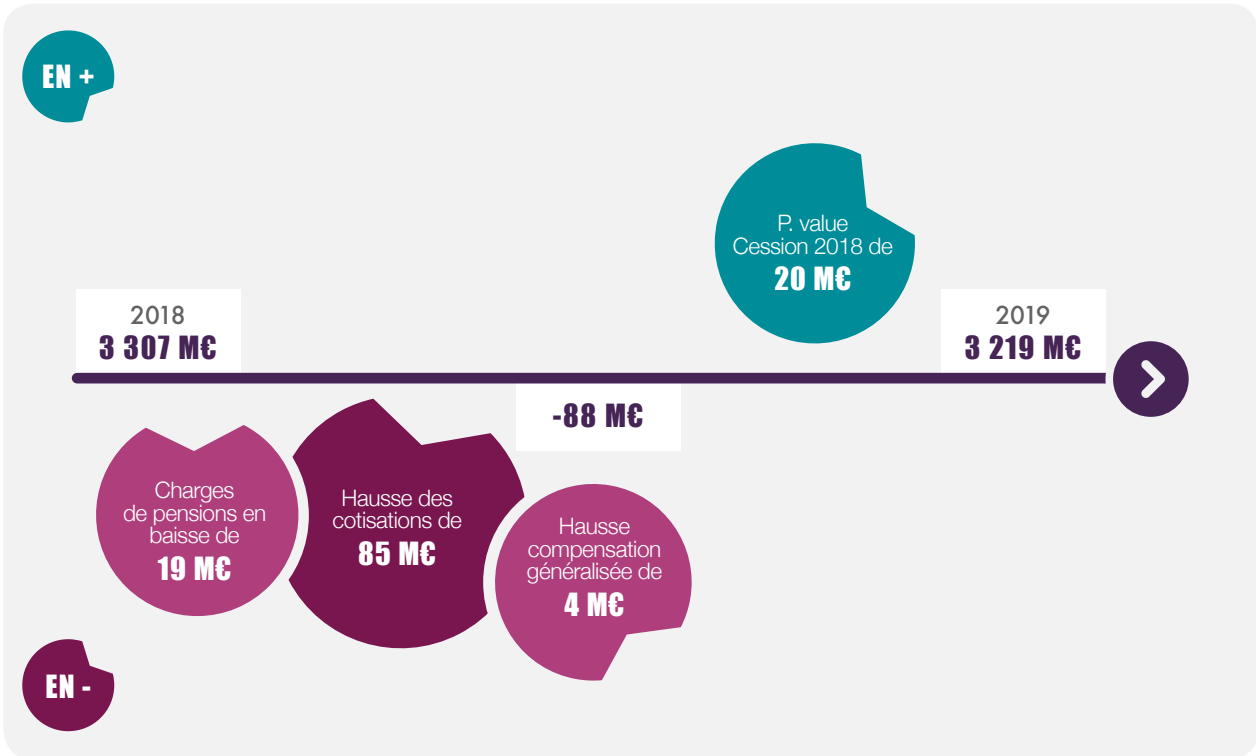 EN +
P. value
Cession 2018 de
20 M€
2018
3 307 M€
2019
3 219 M€
-88 M€
Charges
de pensions en
baisse de
19 M€
Hausse des
cotisations de
85 M€
Hausse
compensation
généralisée de
4 M€
EN -